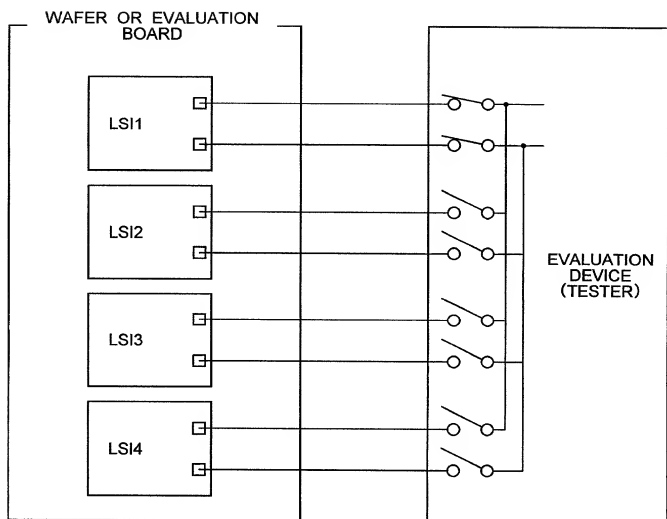 WAFER OR EVALUATION
BOARD
LSI1
LSI2
LSI3
LSI4
EVALUATION
DEVICE
(TESTER)